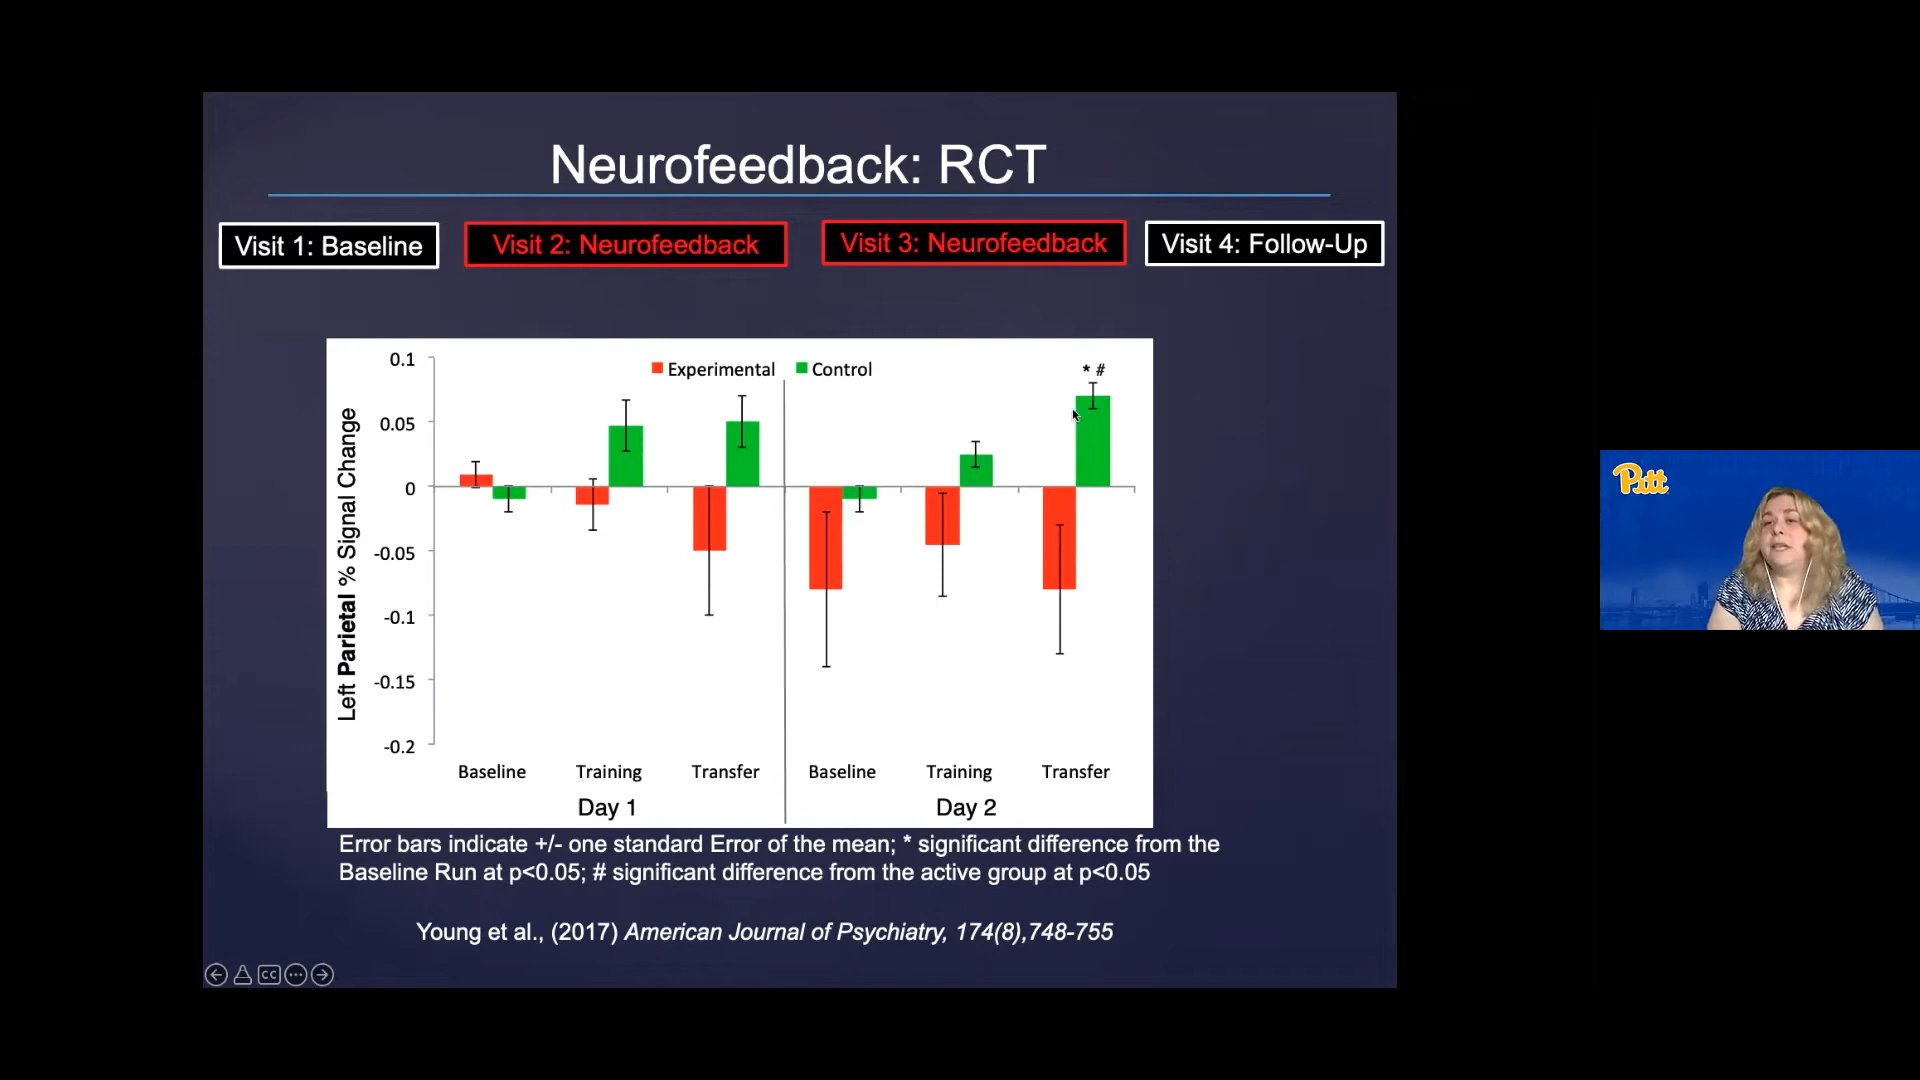 Neurofeedback: RCT
Visit 1: Baseline
Visit 2: Neurofeedback
Visit 3: Neurofeedback
Visit 4: Follow-Up
Experimental
Control
* #
Left Parietal % Signal Change
0.1
0.05
0
-0.05
-0.1
-0.15
-0.2
Baseline
Training
Transfer
Baseline
Training
Transfer
Day 1
Day 2
Error bars indicate +/- one standard Error of the mean; * significant difference from the
Baseline Run at p<0.05; # significant difference from the active group at p<0.05
Young et al., (2017) American Journal of Psychiatry, 174(8),748-755
CC
Pitt